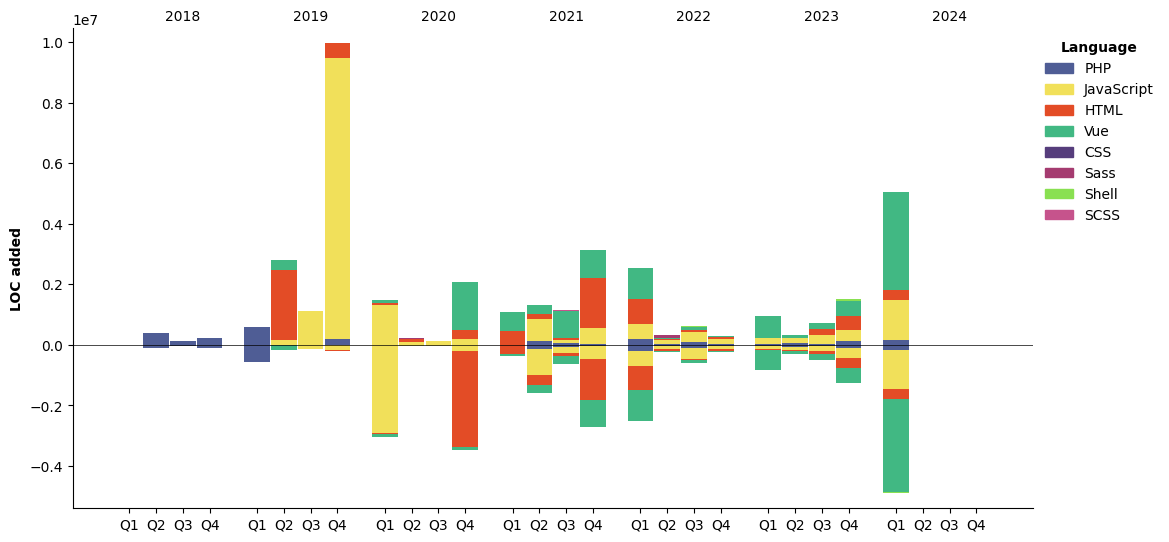 1e7
2018 2019 2020 2021 2022 2023 2024
1.0
0.8
0.6
0.4
0.2
0.0
−0.2
−0.4
LOC added
Q1 Q2 Q3 Q4 Q1 Q2 Q3 Q4 Q1 Q2 Q3 Q4 Q1 Q2 Q3 Q4 Q1 Q2 Q3 Q4 Q1 Q2 Q3 Q4 Q1 Q2 Q3 Q4
Language
PHP
JavaScript
HTML
Vue
CSS
Sass
Shell
SCSS